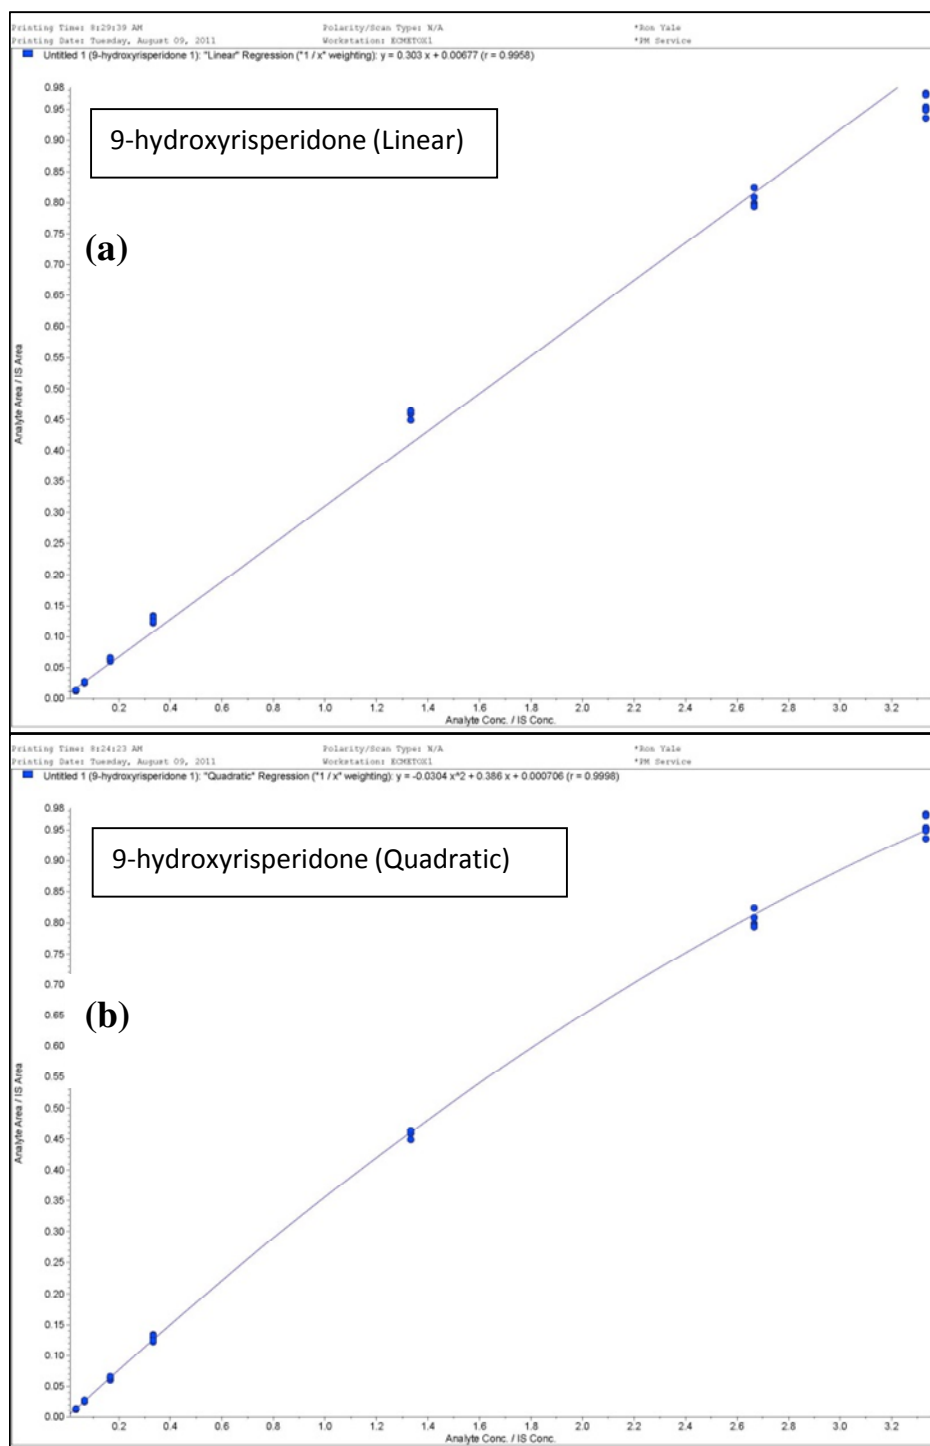 Printing Time: 8:29:39 AM Polarity/Scan Type: N/A *Ron Yale
Printing Date: Tuesday, August 09, 2011 Workstation: ECMETOX1 *PM Service
Untitled 1 (9-hydroxyrisperidone 1): "Linear" Regression ("1 / x" weighting): y = 0.303 x + 0.00677 (r = 0.9958)
0.98
0.95
9-hydroxyrisperidone (Linear)
0.90
0.85
0.80
0.75
(a)
0.70
0.65
0.60
0.55
0.50
0.45
0.40
0.35
0.30
0.25
0.20
0.15
0.10
0.05
0.00
Analyte Area / IS Area
0.2 0.4 0.6 0.8 1.0 1.2 1.4 1.6 1.8 2.0 2.2 2.4 2.6 2.8 3.0 3.2
Analyte Conc. / IS Conc.
Printing Time: 8:24:23 AM Polarity/Scan Type: N/A *Ron Yale
Printing Date: Tuesday, August 09, 2011 Workstation: ECMETOX1 *PM Service
Untitled 1 (9-hydroxyrisperidone 1): "Quadratic" Regression ("1 / x" weighting): y = -0.0304 x^2 + 0.386 x + 0.000706 (r = 0.9998)
0.98
0.95
9-hydroxyrisperidone (Quadratic)
0.90
0.85
0.80
0.75
0.70
(b)
0.65
0.60
0.55
0.50
0.45
0.40
0.35
0.30
0.25
0.20
0.15
0.10
0.05
0.00
Analyte Area / IS Area
0.2 0.4 0.6 0.8 1.0 1.2 1.4 1.6 1.8 2.0 2.2 2.4 2.6 2.8 3.0 3.2
Analyte Conc. / IS Conc.